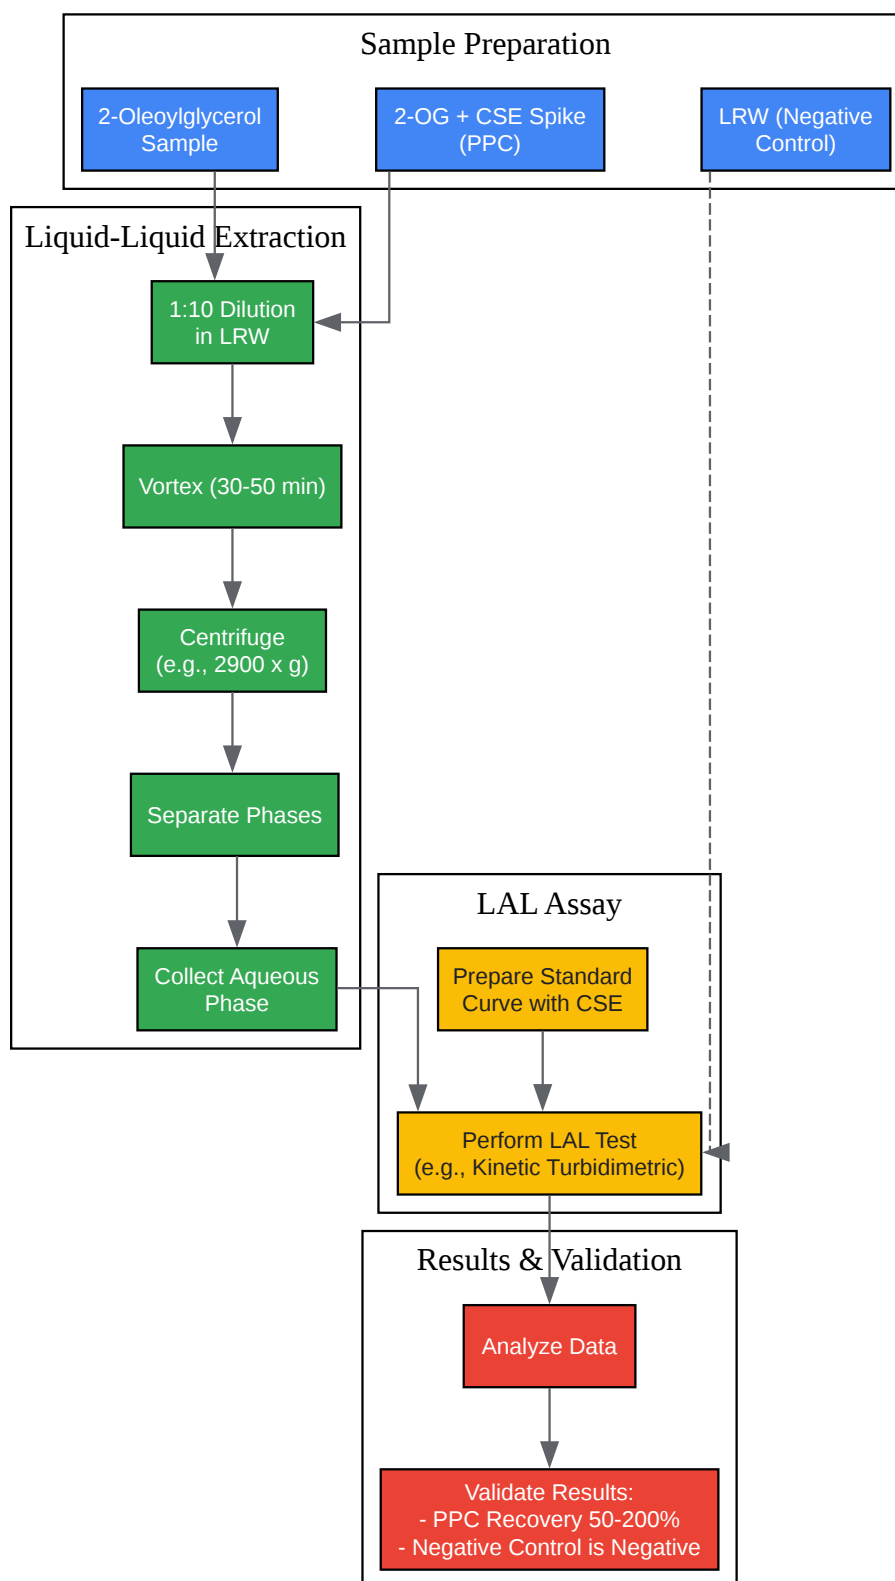 Sample Preparation
2-Oleoylglycerol
Sample
2-OG + CSE Spike
(PPC)
LRW (Negative
Control)
Liquid-Liquid Extraction
1:10 Dilution
in LRW
Vortex (30-50 min)
Centrifuge
(e.g., 2900 x g)
Separate Phases
Collect Aqueous
Phase
LAL Assay
Prepare Standard
Curve with CSE
Perform LAL Test
(e.g., Kinetic Turbidimetric)
Results & Validation
Analyze Data
Validate Results:
- PPC Recovery 50-200%
- Negative Control is Negative